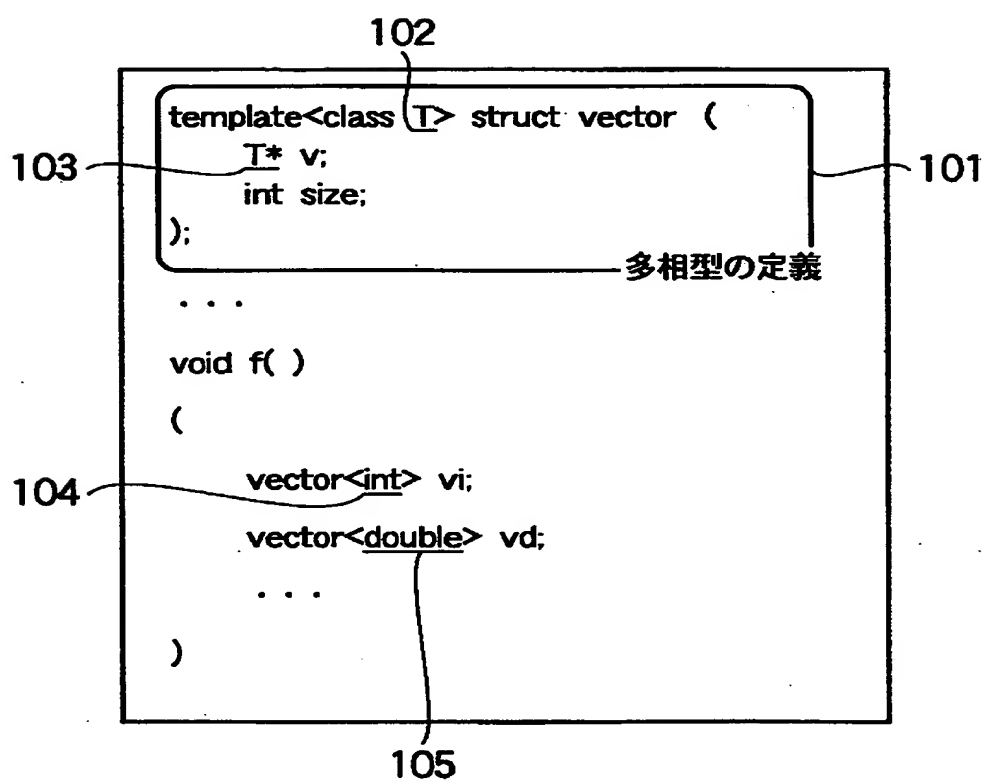 102
template<class T> struct vector (
103
T* v;
101
int size;
);
多相型の定義
. . .
void f( )
(
104
vector<int> vi;
vector<double> vd;
. . .
)
105